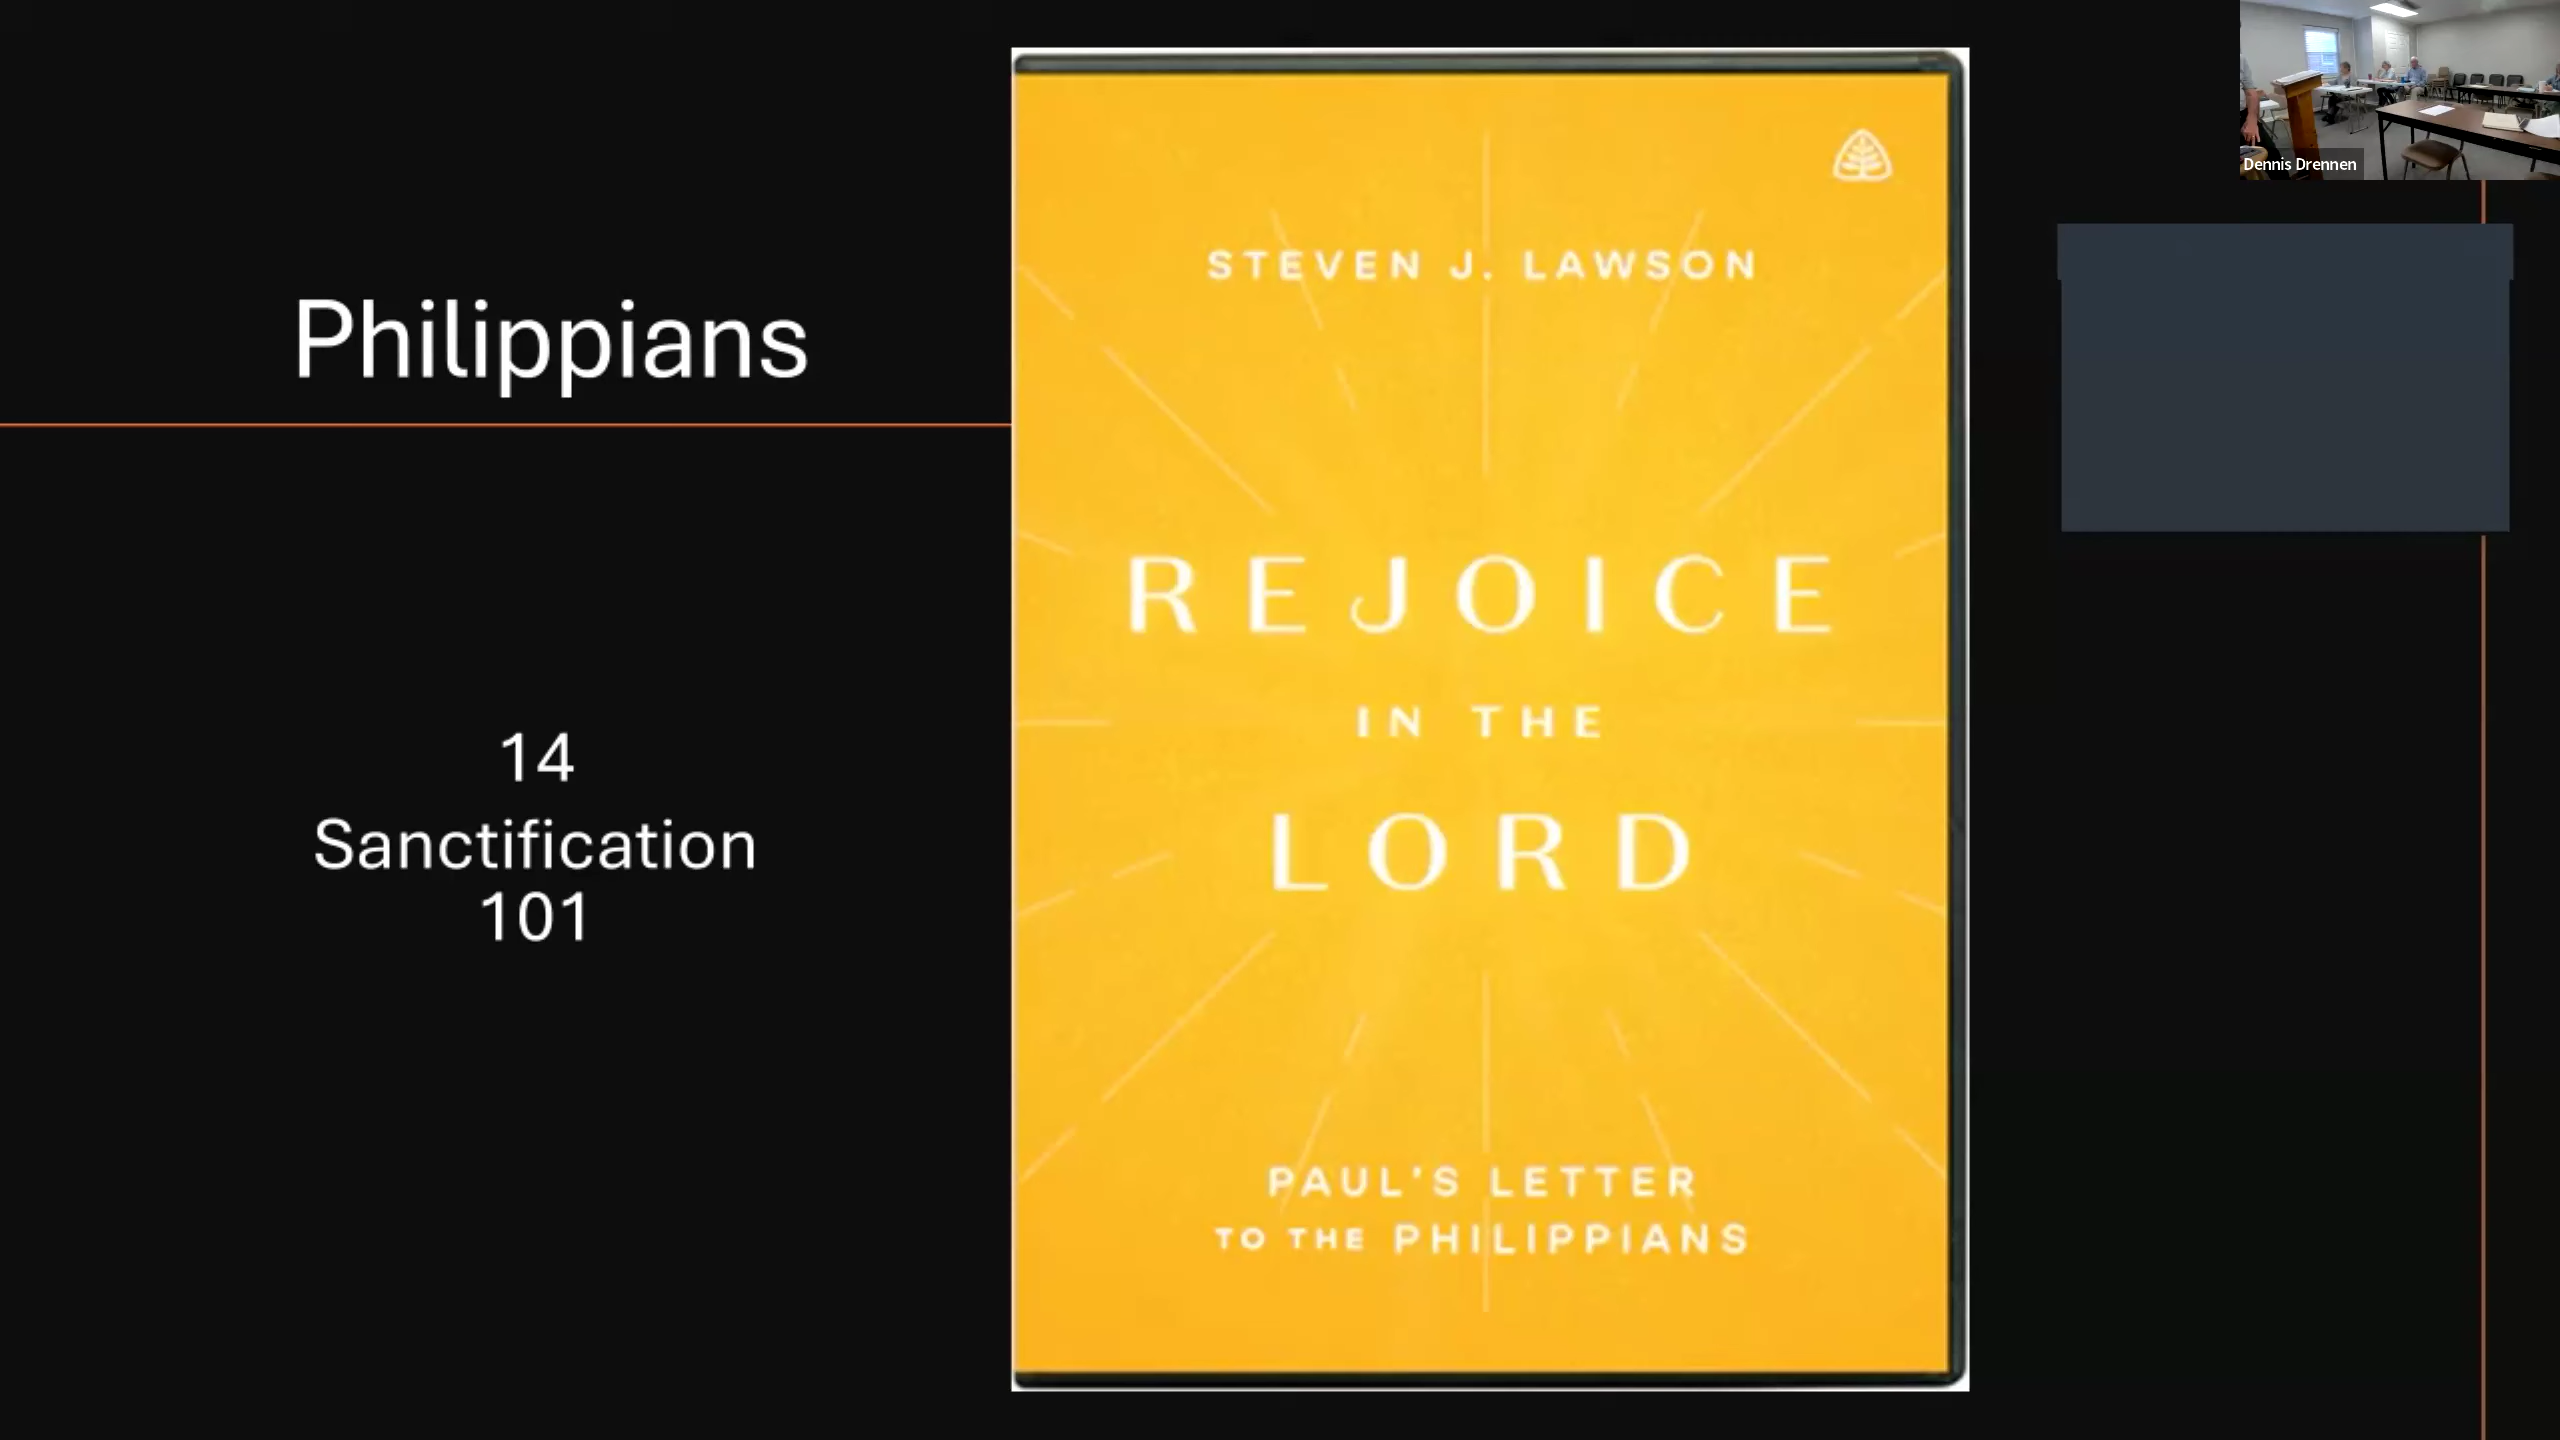 Philippians
14
Sanctification
101
STEVEN J. LAWSON
REJOICE
IN THE
LORD
PAUL'S LETTER
TO THE PHILIPPIANS
Dennis Drennen